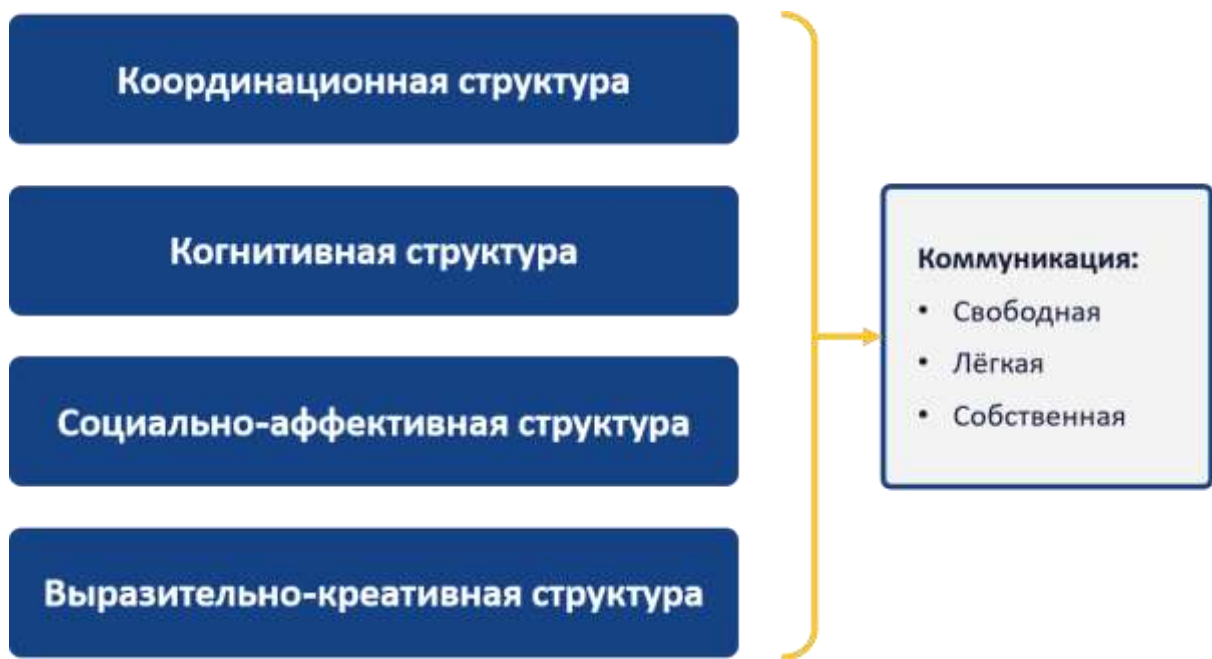 Координационная структура
Когнитивная структура
Социально-аффективная структура
Выразительно-креативная структура
Коммуникация:
• Свободная
• Лёгкая
• Собственная